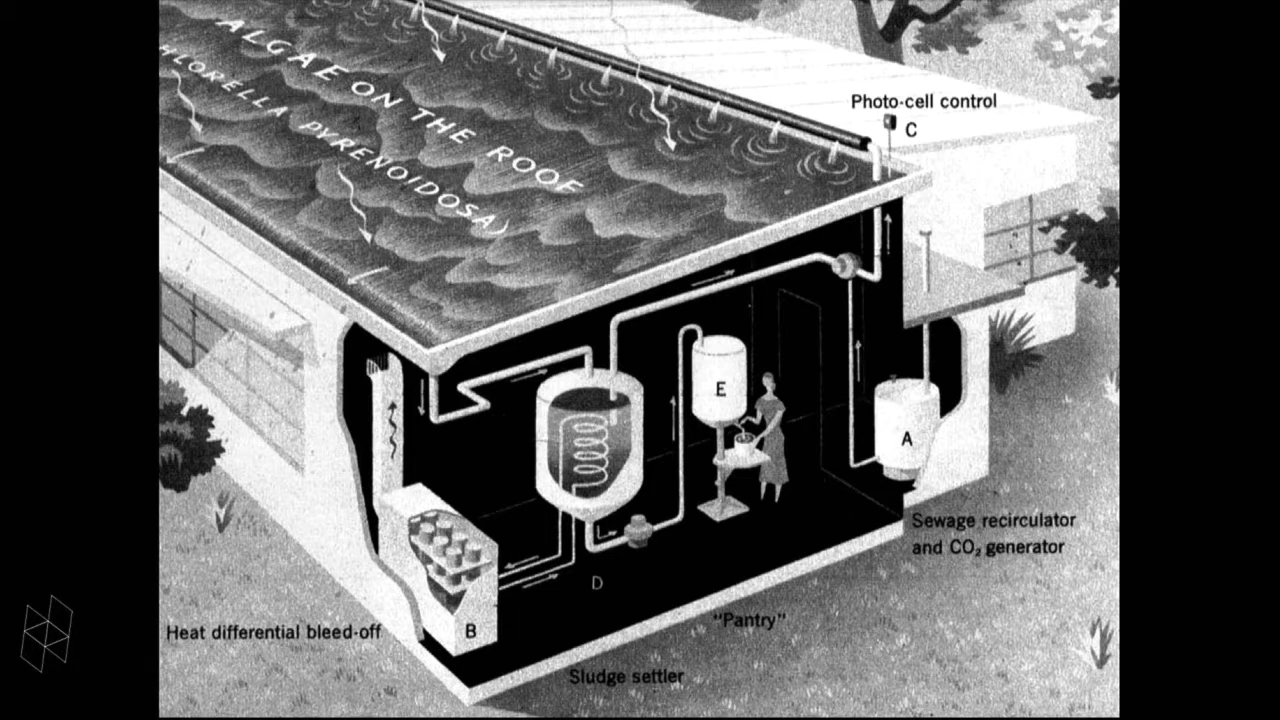 ALGAE ON THE ROOF
HLORELLA PYRENOIDOSA)
Photo-cell control
C
E
A
Sewage recirculator
and CO₂ generator
D
B
Heat differential bleed-off
"Pantry"
Sludge settler